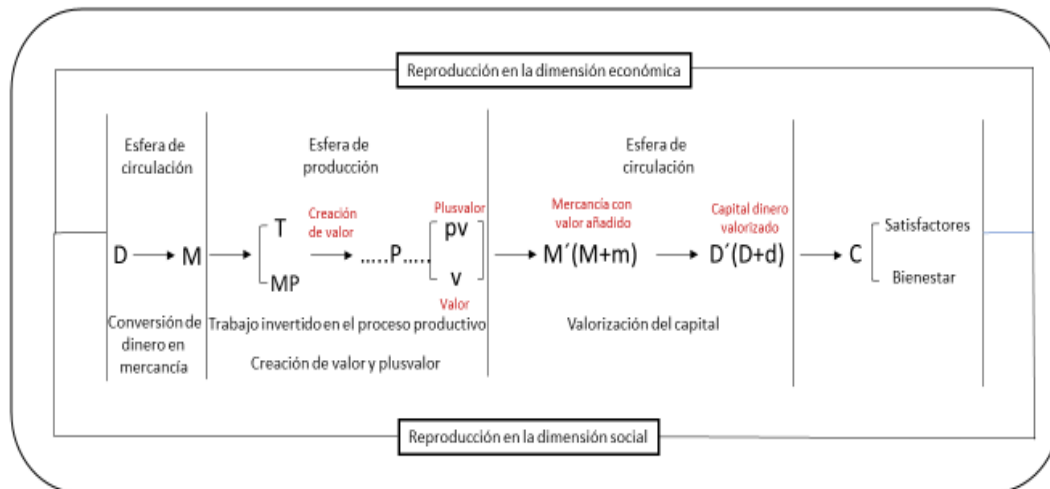 Reproducción en la dimensión económica
Esfera de
circulación
Esfera de
producción
Esfera de
circulación
Creación
de valor
Plusvalor
Mercancía con
valor añadido
Capital dinero
valorizado
D M T MP .....P..... pv v M´(M+m) D´(D+d) C
Satisfactores
Bienestar
Valor
Conversión de
dinero en
mercancía
Trabajo invertido en el proceso productivo
Creación de valor y plusvalor
Valorización del capital
Reproducción en la dimensión social